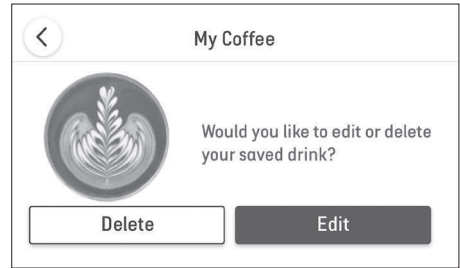 My Coffee
Would you like to edit or delete
your saved drink?
Delete
Edit